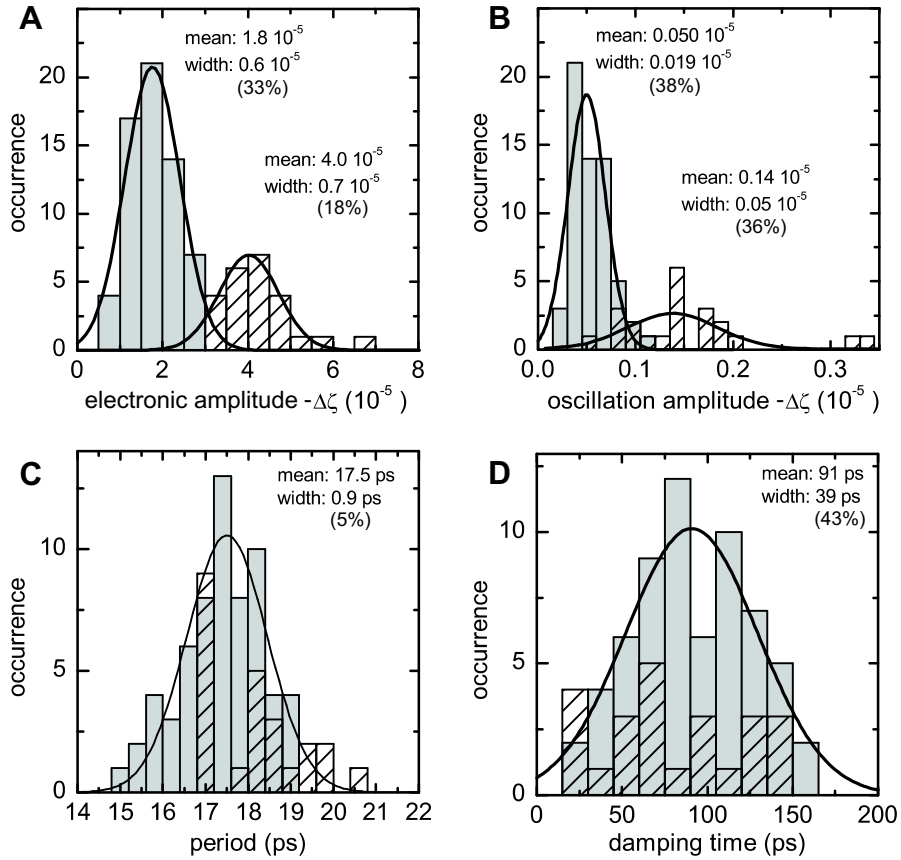 A
mean: 1.8 10⁻⁵
width: 0.6 10⁻⁵
(33%)
mean: 4.0 10⁻⁵
width: 0.7 10⁻⁵
(18%)
occurrence
20
15
10
5
0
0 2 4 6 8
electronic amplitude -Δζ (10⁻⁵ )
B
mean: 0.050 10⁻⁵
width: 0.019 10⁻⁵
(38%)
mean: 0.14 10⁻⁵
width: 0.05 10⁻⁵
(36%)
occurrence
25
20
15
10
5
0
0.0 0.1 0.2 0.3
oscillation amplitude -Δζ (10⁻⁵ )
C
mean: 17.5 ps
width: 0.9 ps
(5%)
occurrence
10
5
0
14 15 16 17 18 19 20 21 22
period (ps)
D
mean: 91 ps
width: 39 ps
(43%)
occurrence
10
5
0
0 50 100 150 200
damping time (ps)